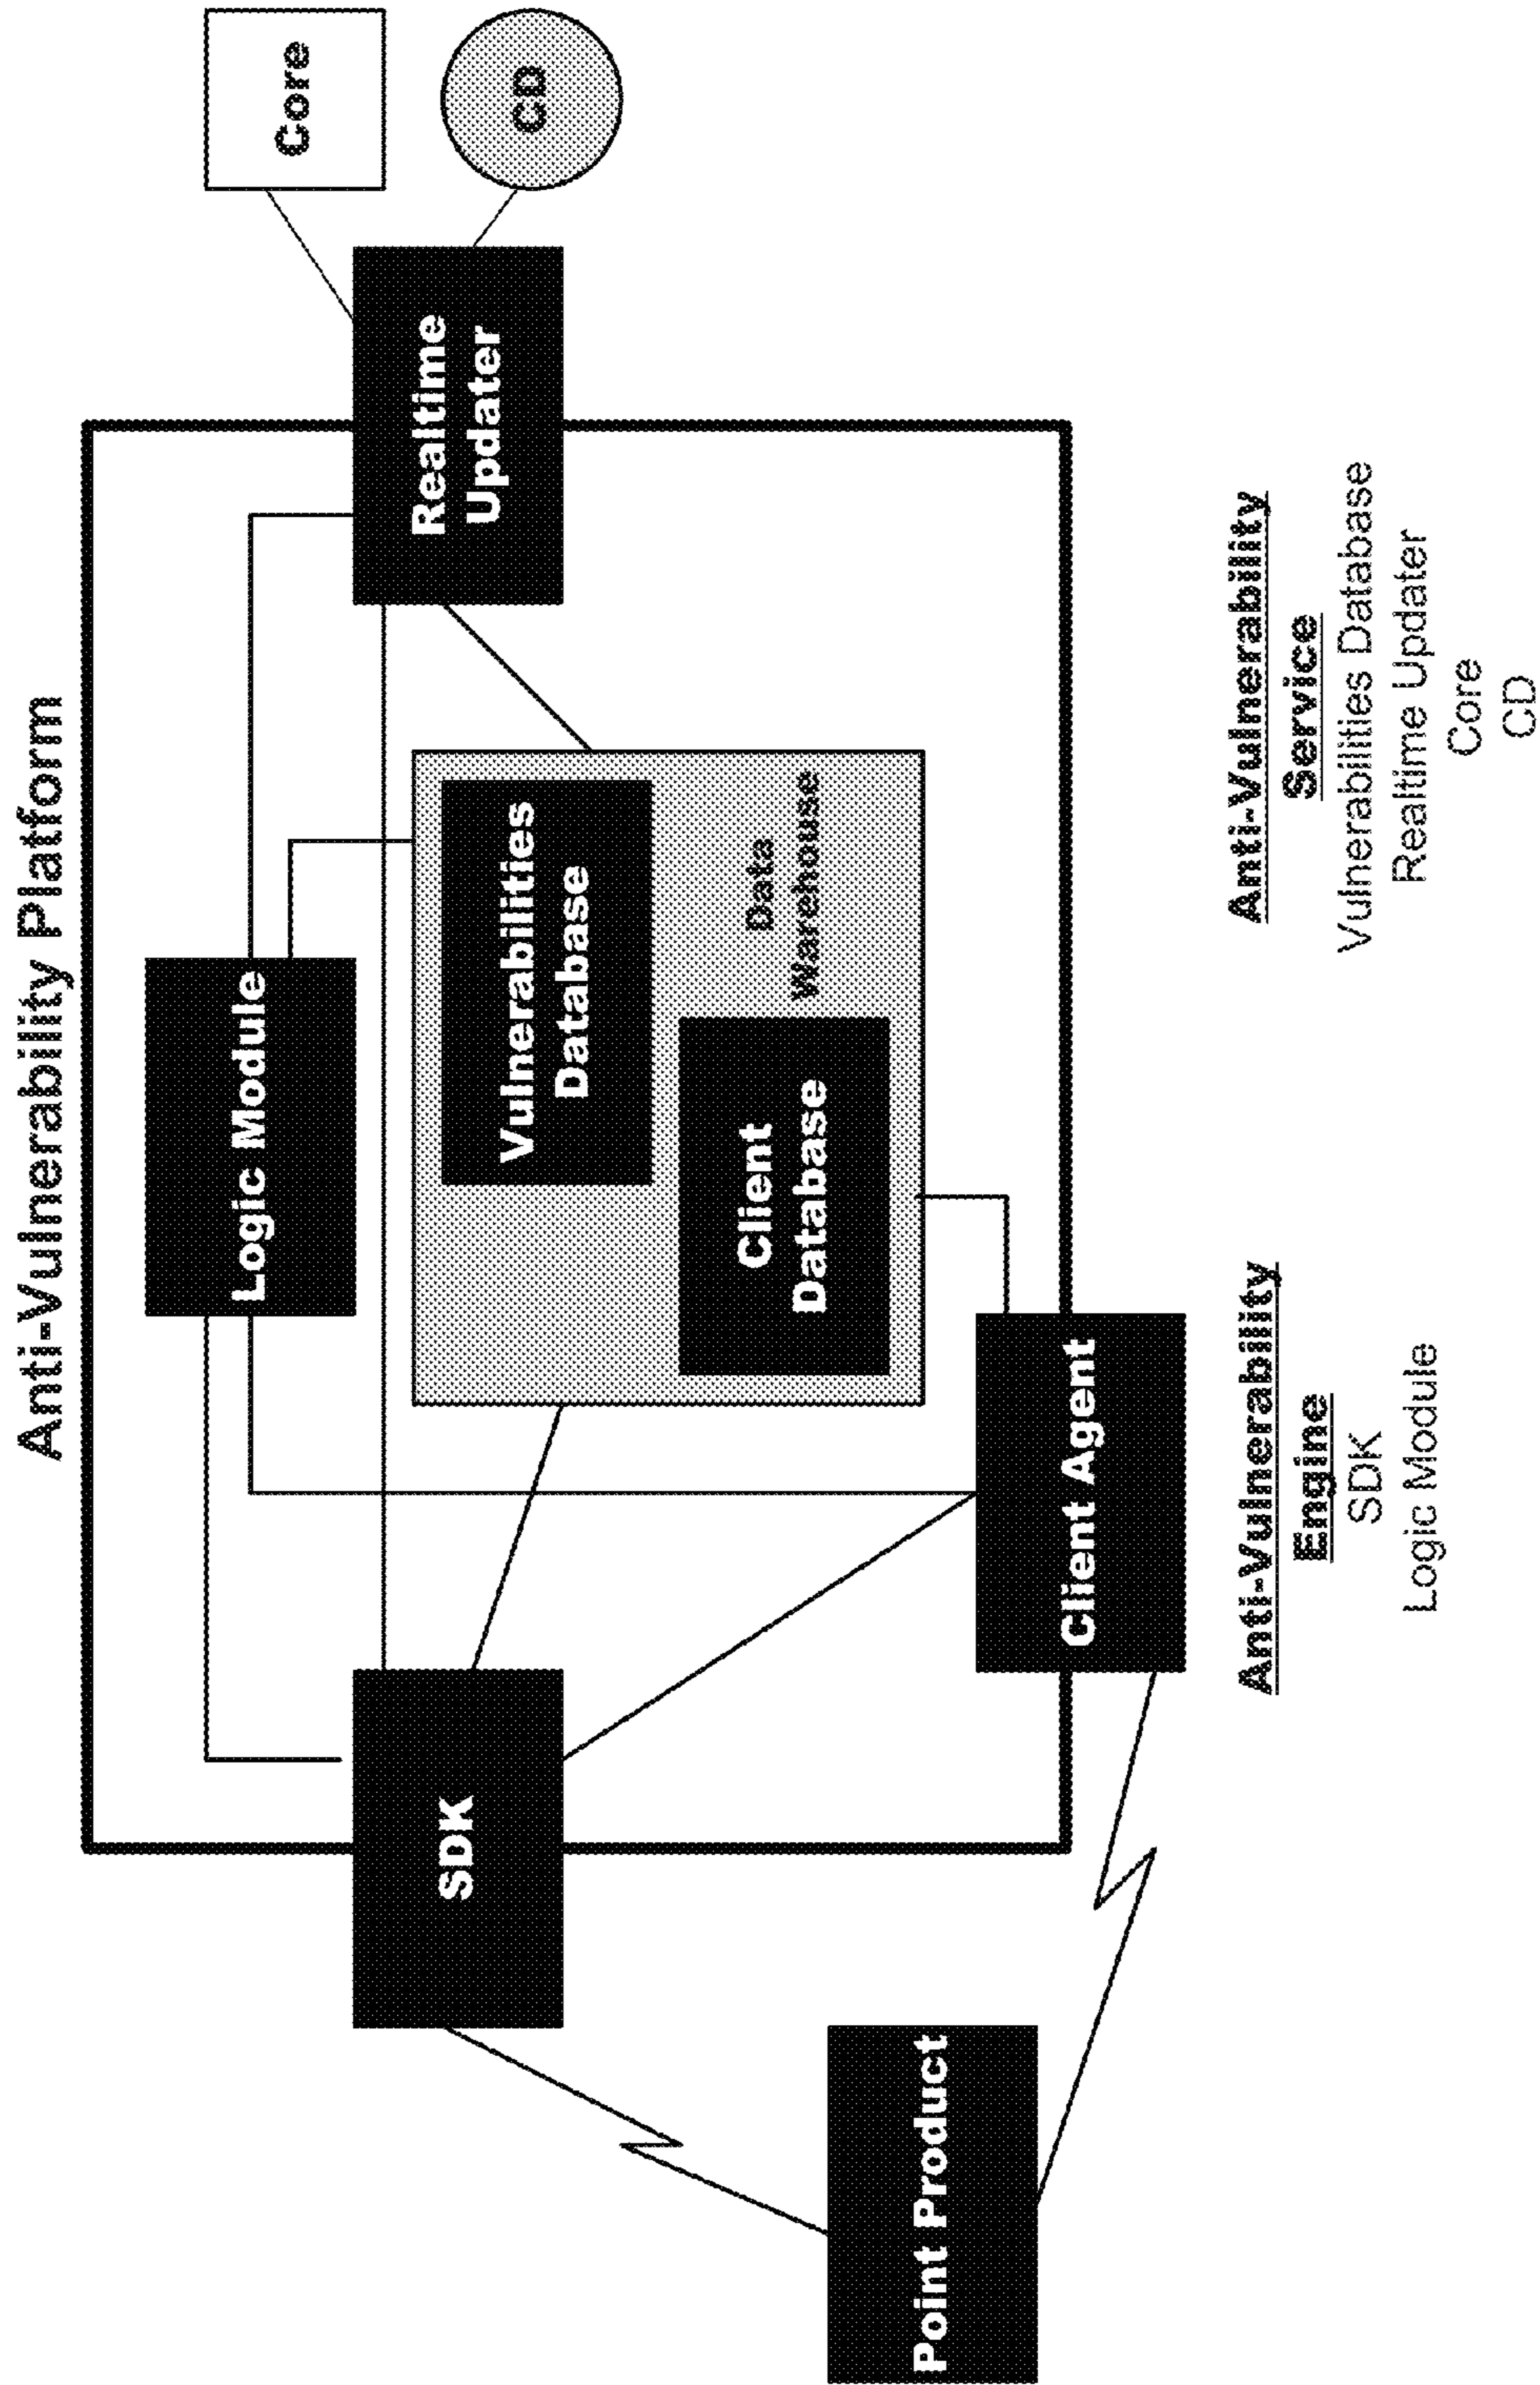 Anti-Vulnerability Platform
Logic Module
Core
SDK
Realtime
Updater
CD
Vulnerabilities
Database
Client
Database
Data
Warehouse
Point Product
Client Agent
Anti-Vulnerability
Engine
SDK
Logic Module
Anti-Vulnerability
Service
Vulnerabilities Database
Realtime Updater
Core
CD